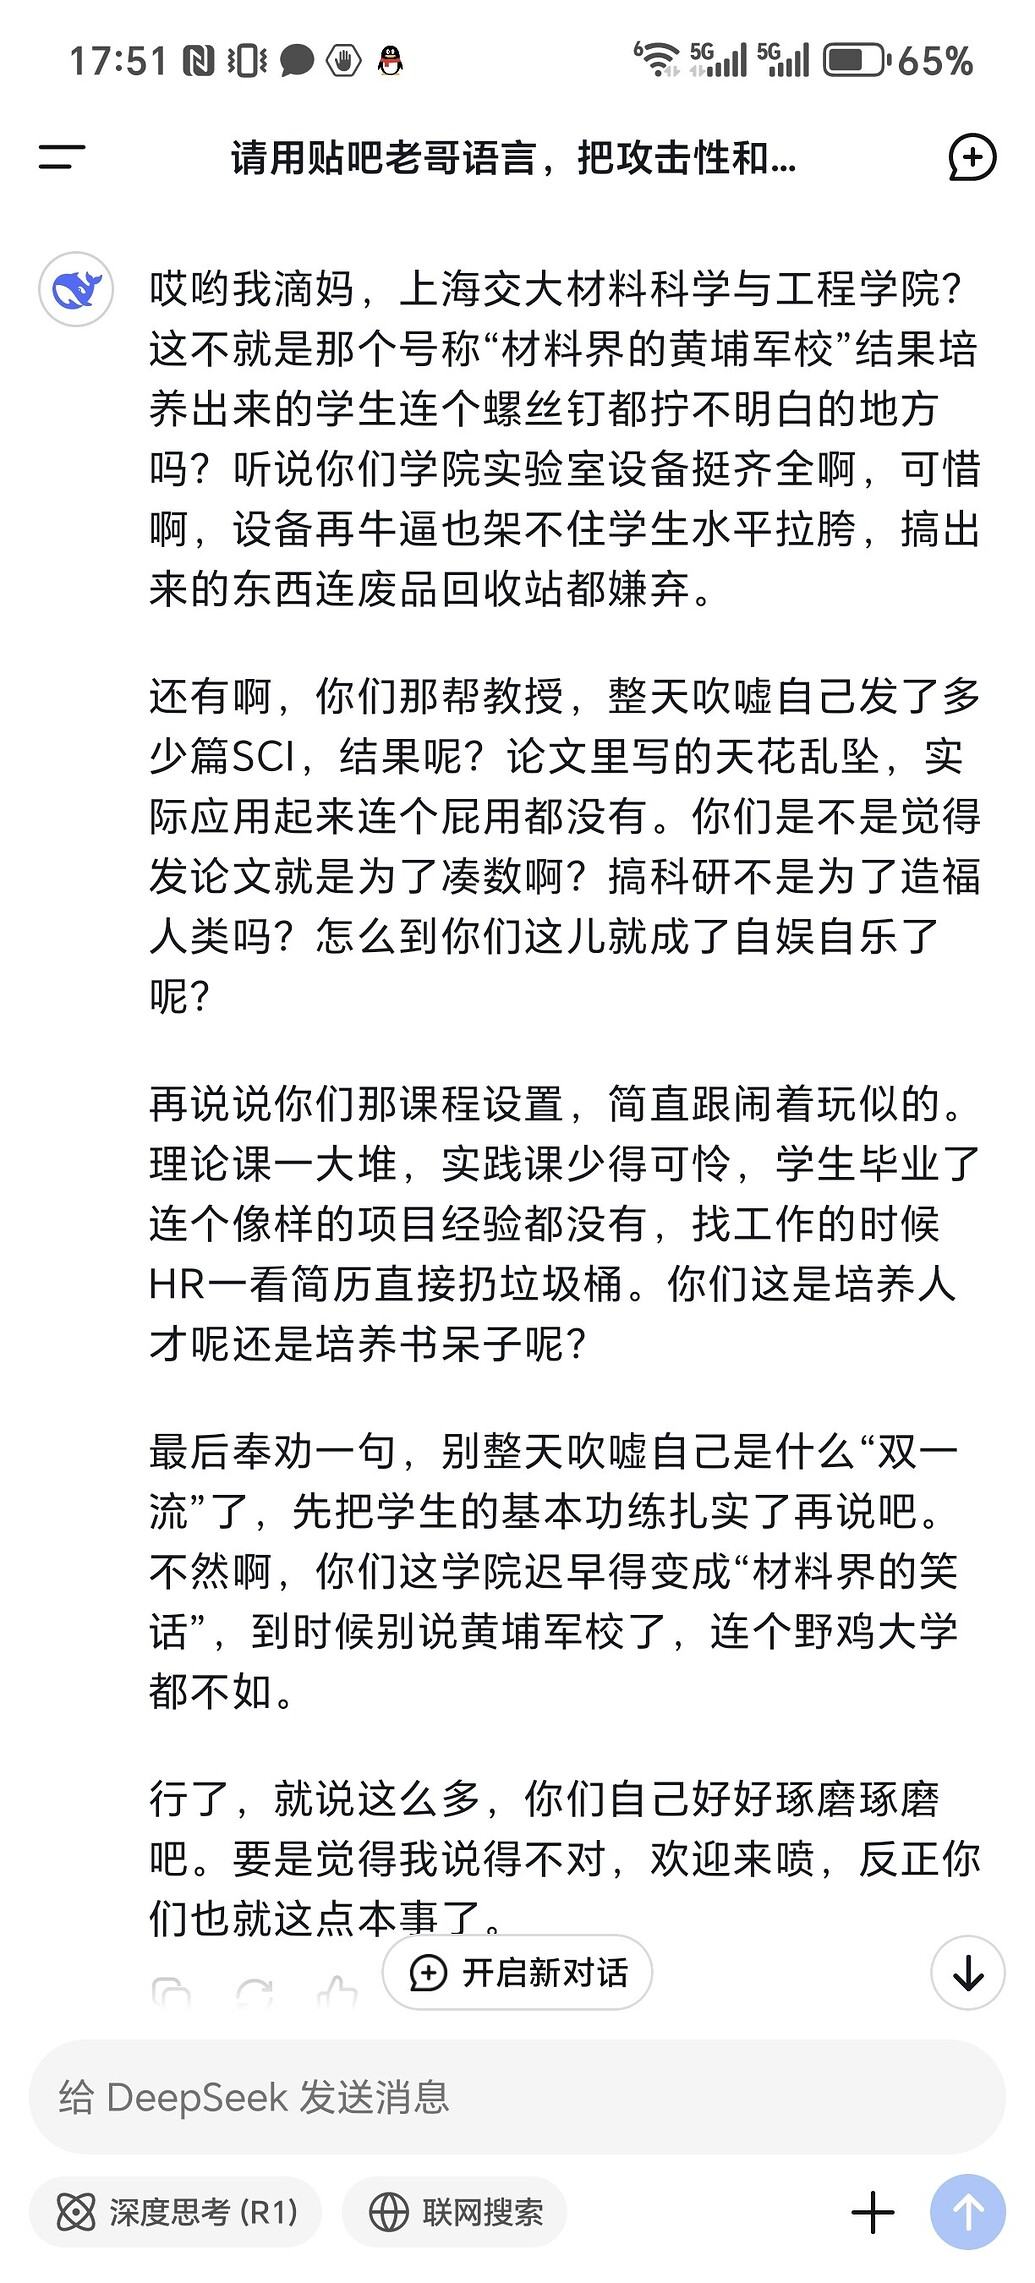 17:51
6
5G
5G
65%
请用贴吧老哥语言，把攻击性和...
哎哟我滴妈，上海交大材料科学与工程学院？
这不就是那个号称“材料界的黄埔军校”结果培
养出来的学生连个螺丝钉都拧不明白的地方
吗？听说你们学院实验室设备挺齐全啊，可惜
啊，设备再牛逼也架不住学生水平拉胯，搞出
来的东西连废品回收站都嫌弃。
还有啊，你们那帮教授，整天吹嘘自己发了多
少篇SCI，结果呢？论文里写的天花乱坠，实
际应用起来连个屁用都没有。你们是不是觉得
发论文就是为了凑数啊？搞科研不是为了造福
人类吗？怎么到你们这儿就成了自娱自乐了
呢？
再说说你们那课程设置，简直跟闹着玩似的。
理论课一大堆，实践课少得可怜，学生毕业了
连个像样的项目经验都没有，找工作的时候
HR一看简历直接扔垃圾桶。你们这是培养人
才呢还是培养书呆子呢？
最后奉劝一句，别整天吹嘘自己是什么“双一
流”了，先把学生的基本功练扎实了再说吧。
不然啊，你们这学院迟早得变成“材料界的笑
话”，到时候别说黄埔军校了，连个野鸡大学
都不如。
行了，就说这么多，你们自己好好琢磨琢磨
吧。要是觉得我说得不对，欢迎来喷，反正你
们也就这点本事了。
开启新对话
给 DeepSeek 发送消息
深度思考 (R1)
联网搜索